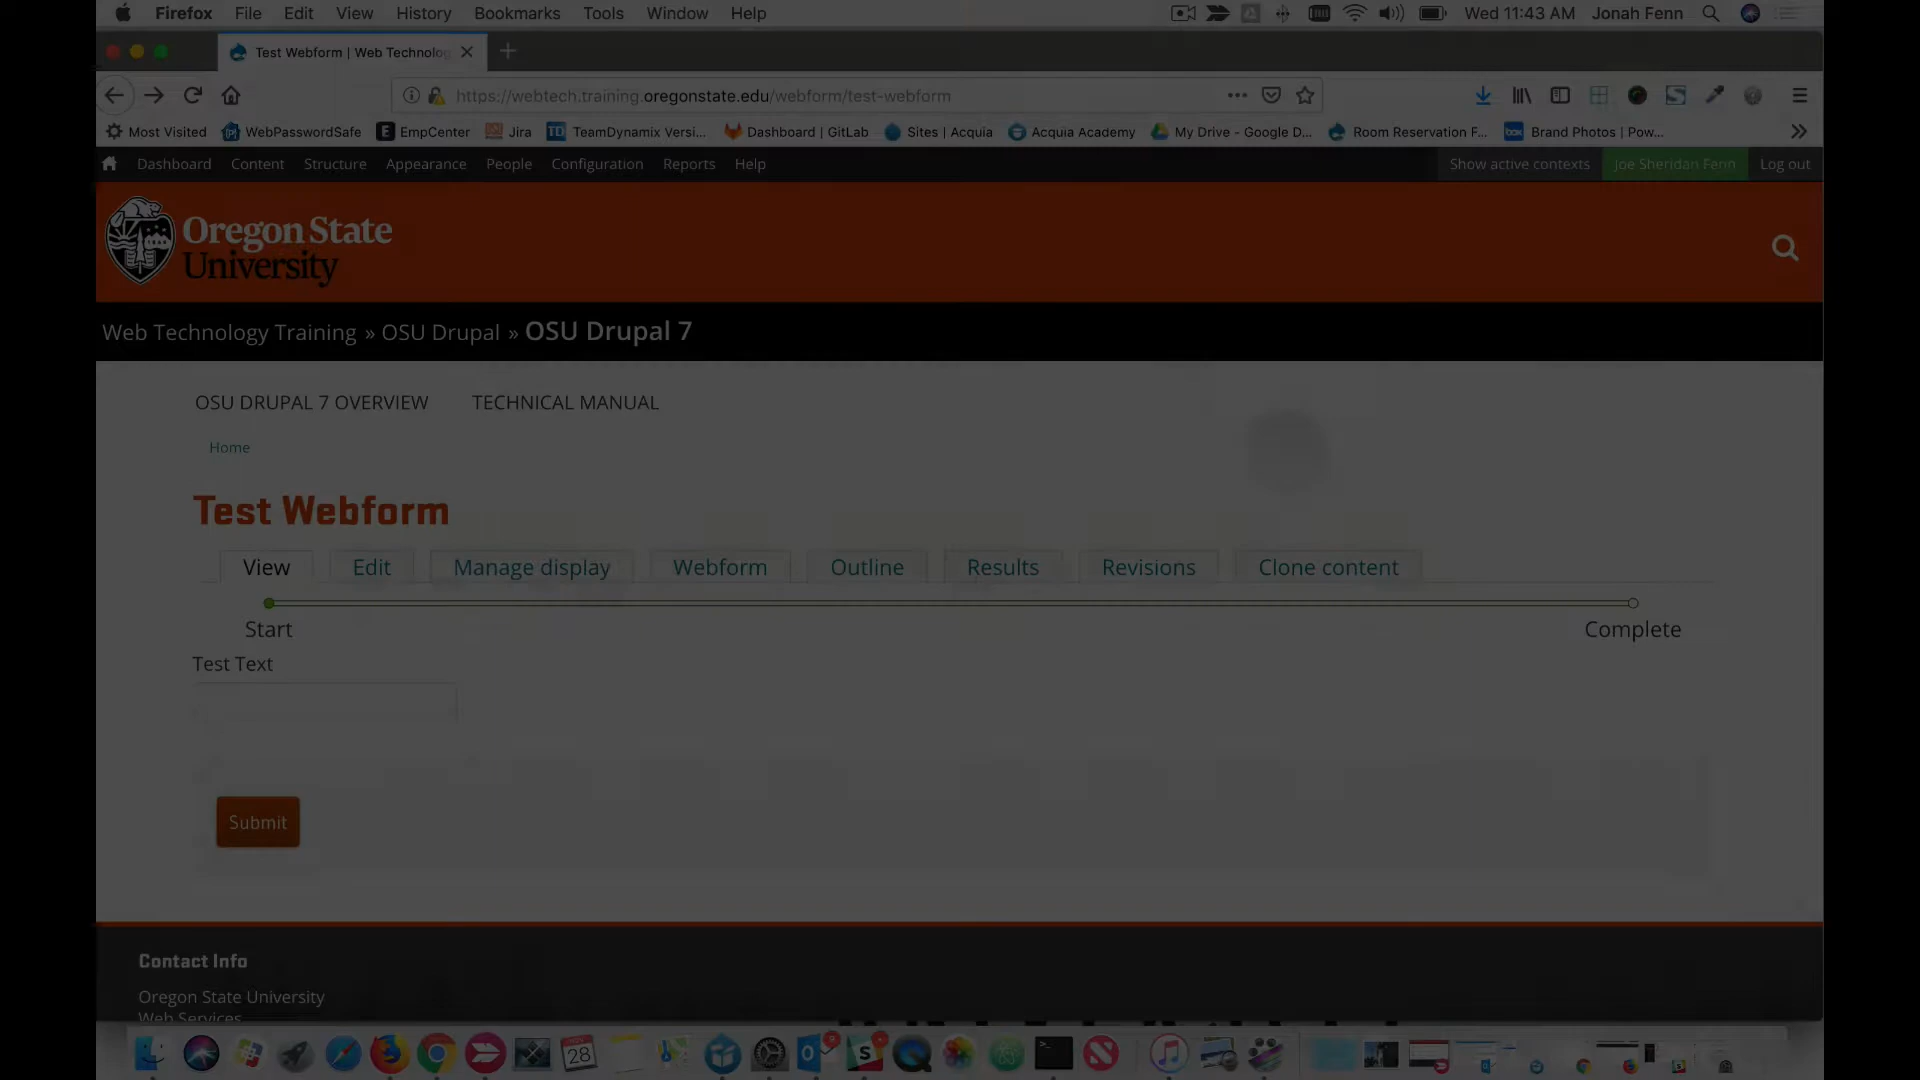 Firefox File Edit View History Bookmarks Tools Window Help Wed 11:43 AM Jonah Fenn
Test Webform | Web Technolog
https://webtech.training.oregonstate.edu/webform/test-webform
Most Visited WebPasswordSafe EmpCenter Jira TeamDynamix Versi... Dashboard | GitLab Sites | Acquia Acquia Academy My Drive - Google D... Room Reservation F... Brand Photos | Pow...
Dashboard Content Structure Appearance People Configuration Reports Help Show active contexts Joe Sheridan Fenn Log out
Oregon State
University
Web Technology Training » OSU Drupal » OSU Drupal 7
OSU DRUPAL 7 OVERVIEW TECHNICAL MANUAL
Home
Test Webform
View Edit Manage display Webform Outline Results Revisions Clone content
Start Complete
Test Text
Submit
Contact Info
Oregon State University
Web Services
28